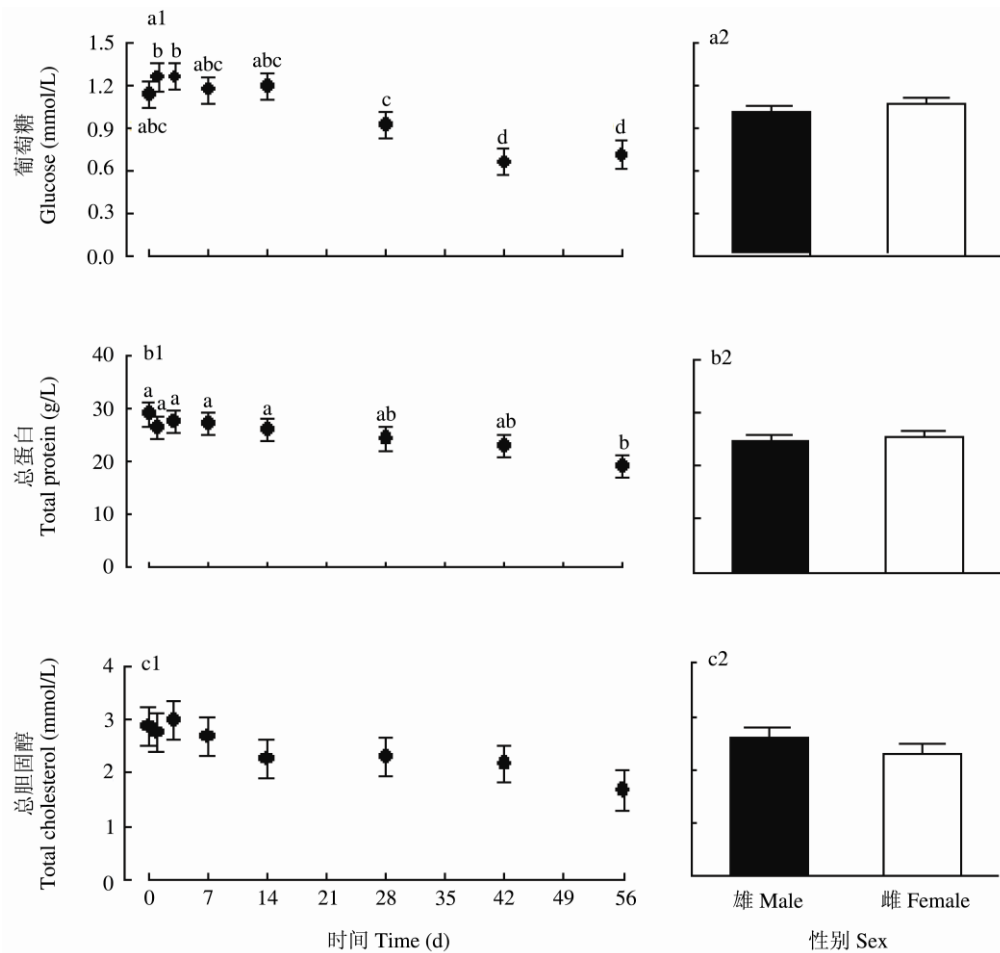 a1
1.5
1.2
0.9
0.6
0.3
0.0
b b
abc
abc
abc
c
d
d
葡萄糖
Glucose (mmol/L)
a2
b1
40
30
20
10
0
a
a
a
a
a
ab
ab
b
总蛋白
Total protein (g/L)
b2
c1
4
3
2
1
0
总胆固醇
Total cholesterol (mmol/L)
0 7 14 21 28 35 42 49 56
时间 Time (d)
c2
雄 Male 雌 Female
性别 Sex